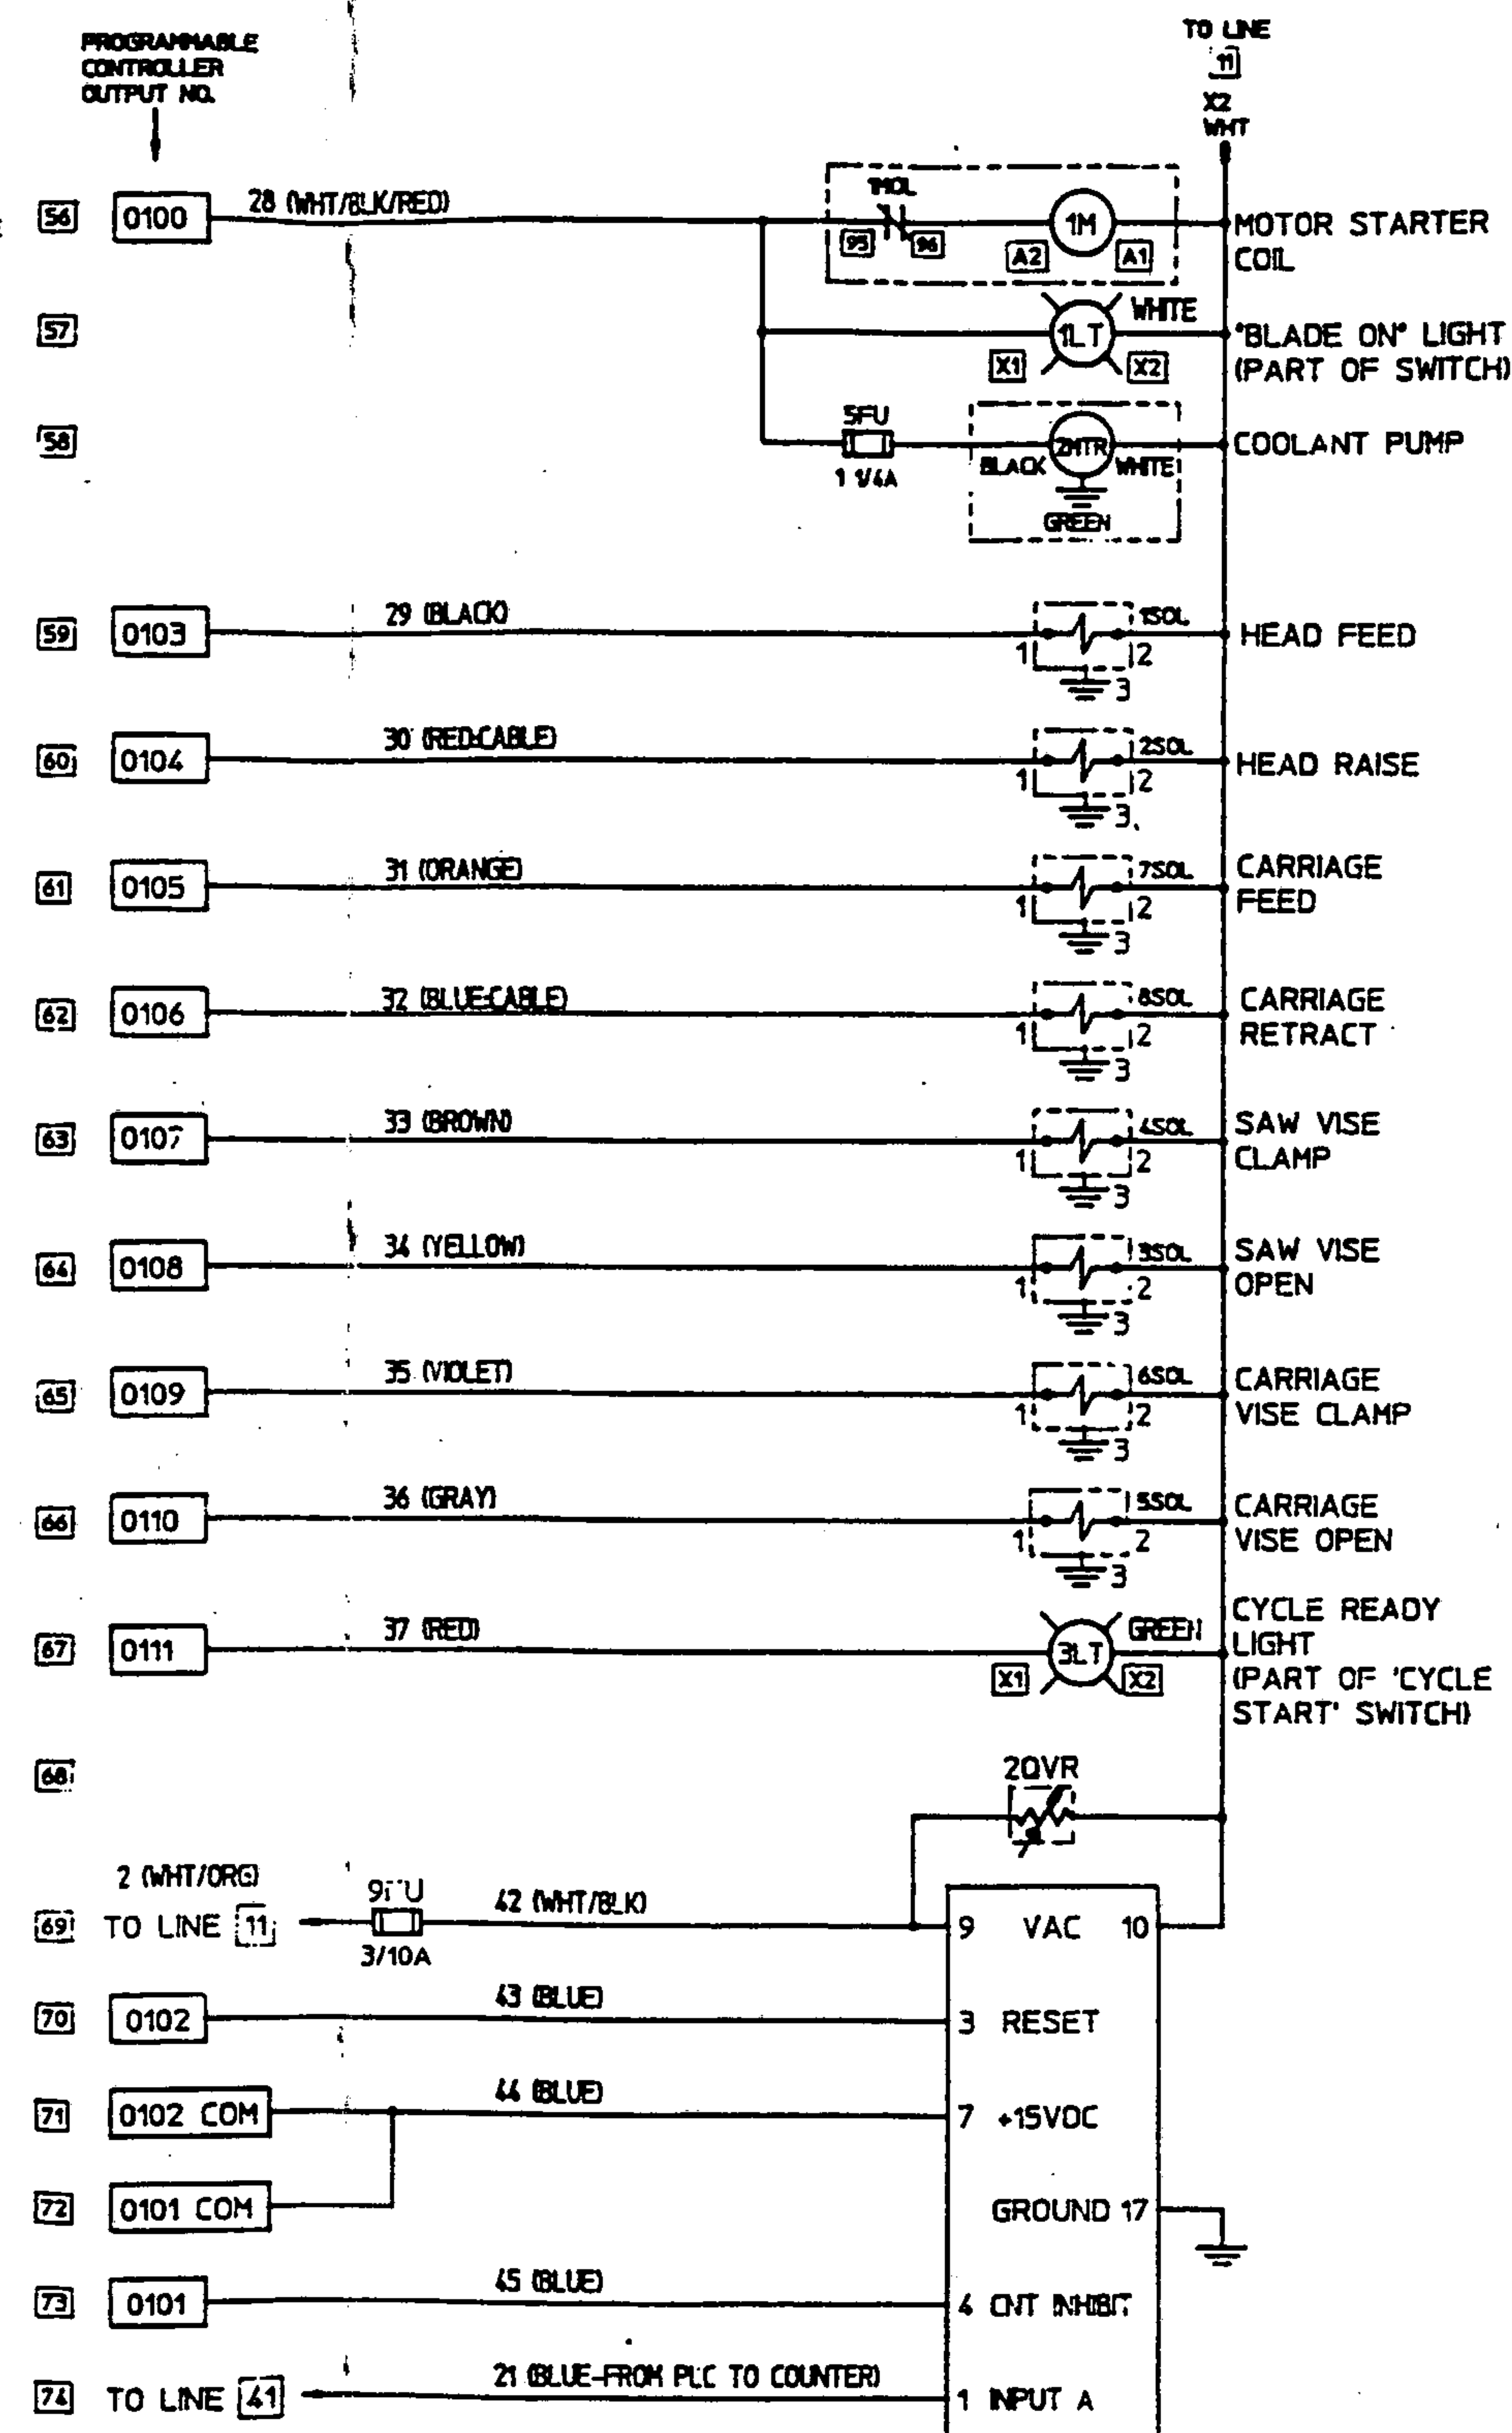 PROGRAMMABLE
CONTROLLER
OUTPUT NO.
TO LINE
11
X2
WHT
56 0100 28 (WHT/BLK/RED) 1MOL 95 96 1M A2 A1 MOTOR STARTER
COIL
57 1LT WHITE X1 X2 "BLADE ON" LIGHT
(PART OF SWITCH)
58 5FU 1 1/4A BLACK 2MTR WHITE COOLANT PUMP
GREEN
59 0103 29 (BLACK) 1SOL 1 2 3 HEAD FEED
60 0104 30 (RED-CABLE) 2SOL 1 2 3 HEAD RAISE
61 0105 31 (ORANGE) 7SOL 1 2 3 CARRIAGE
FEED
62 0106 32 (BLUE-CABLE) 8SOL 1 2 3 CARRIAGE
RETRACT
63 0107 33 (BROWN) 4SOL 1 2 3 SAW VISE
CLAMP
64 0108 34 (YELLOW) 3SOL 1 2 3 SAW VISE
OPEN
65 0109 35 (VIOLET) 6SOL 1 2 3 CARRIAGE
VISE CLAMP
66 0110 36 (GRAY) 5SOL 1 2 3 CARRIAGE
VISE OPEN
67 0111 37 (RED) 3LT GREEN X1 X2 CYCLE READY
LIGHT
(PART OF 'CYCLE
START' SWITCH)
68 2QVR
2 (WHT/ORG)
69 TO LINE 11 9FU 3/10A 42 (WHT/BLK) 9 VAC 10
70 0102 43 (BLUE) 3 RESET
71 0102 COM 44 (BLUE) 7 +15VDC
72 0101 COM GROUND 17
73 0101 45 (BLUE) 4 CNT INHIBIT
74 TO LINE 41 21 (BLUE-FROM PLC TO COUNTER) 1 INPUT A